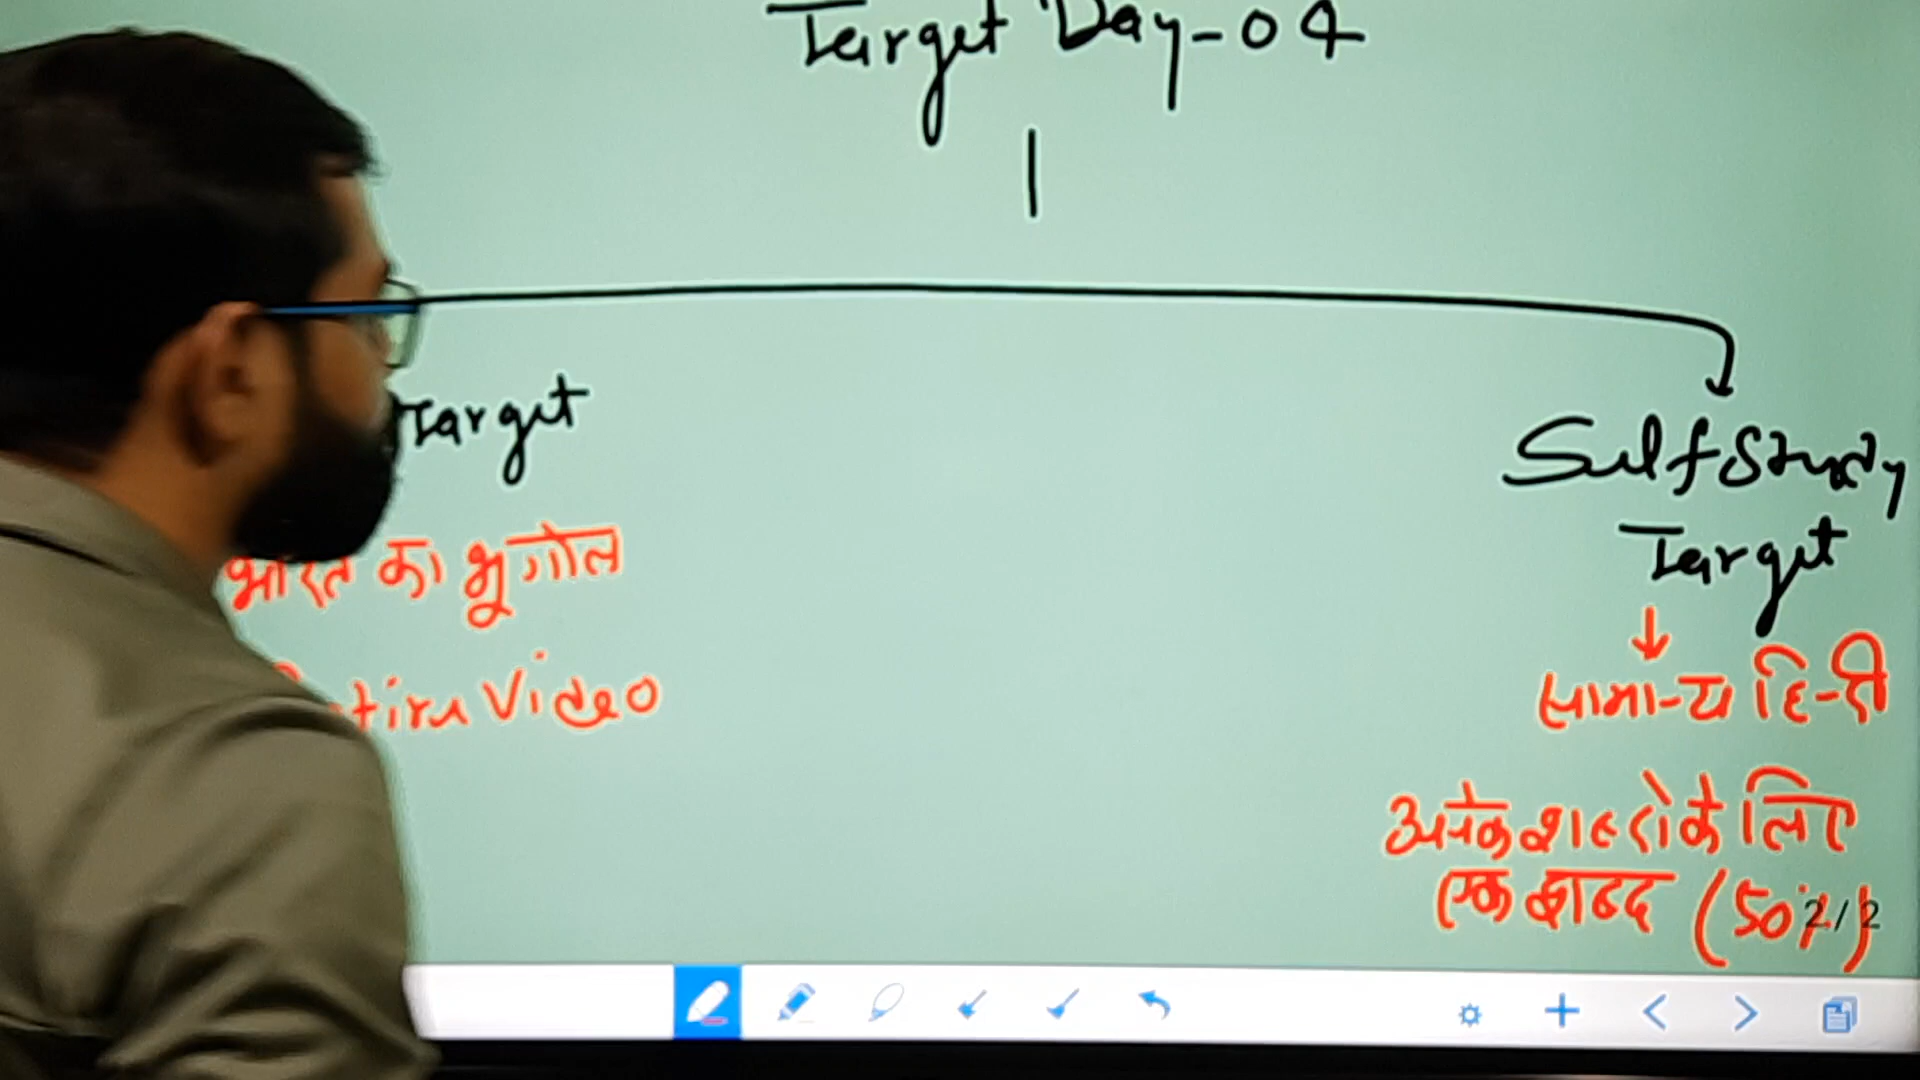 Target Day-04
Target
भारत का भूगोल
Video
Self Study
Target
सामान्य हिन्दी
अनेक शब्दों के लिए
एक शब्द (50%)
2/2